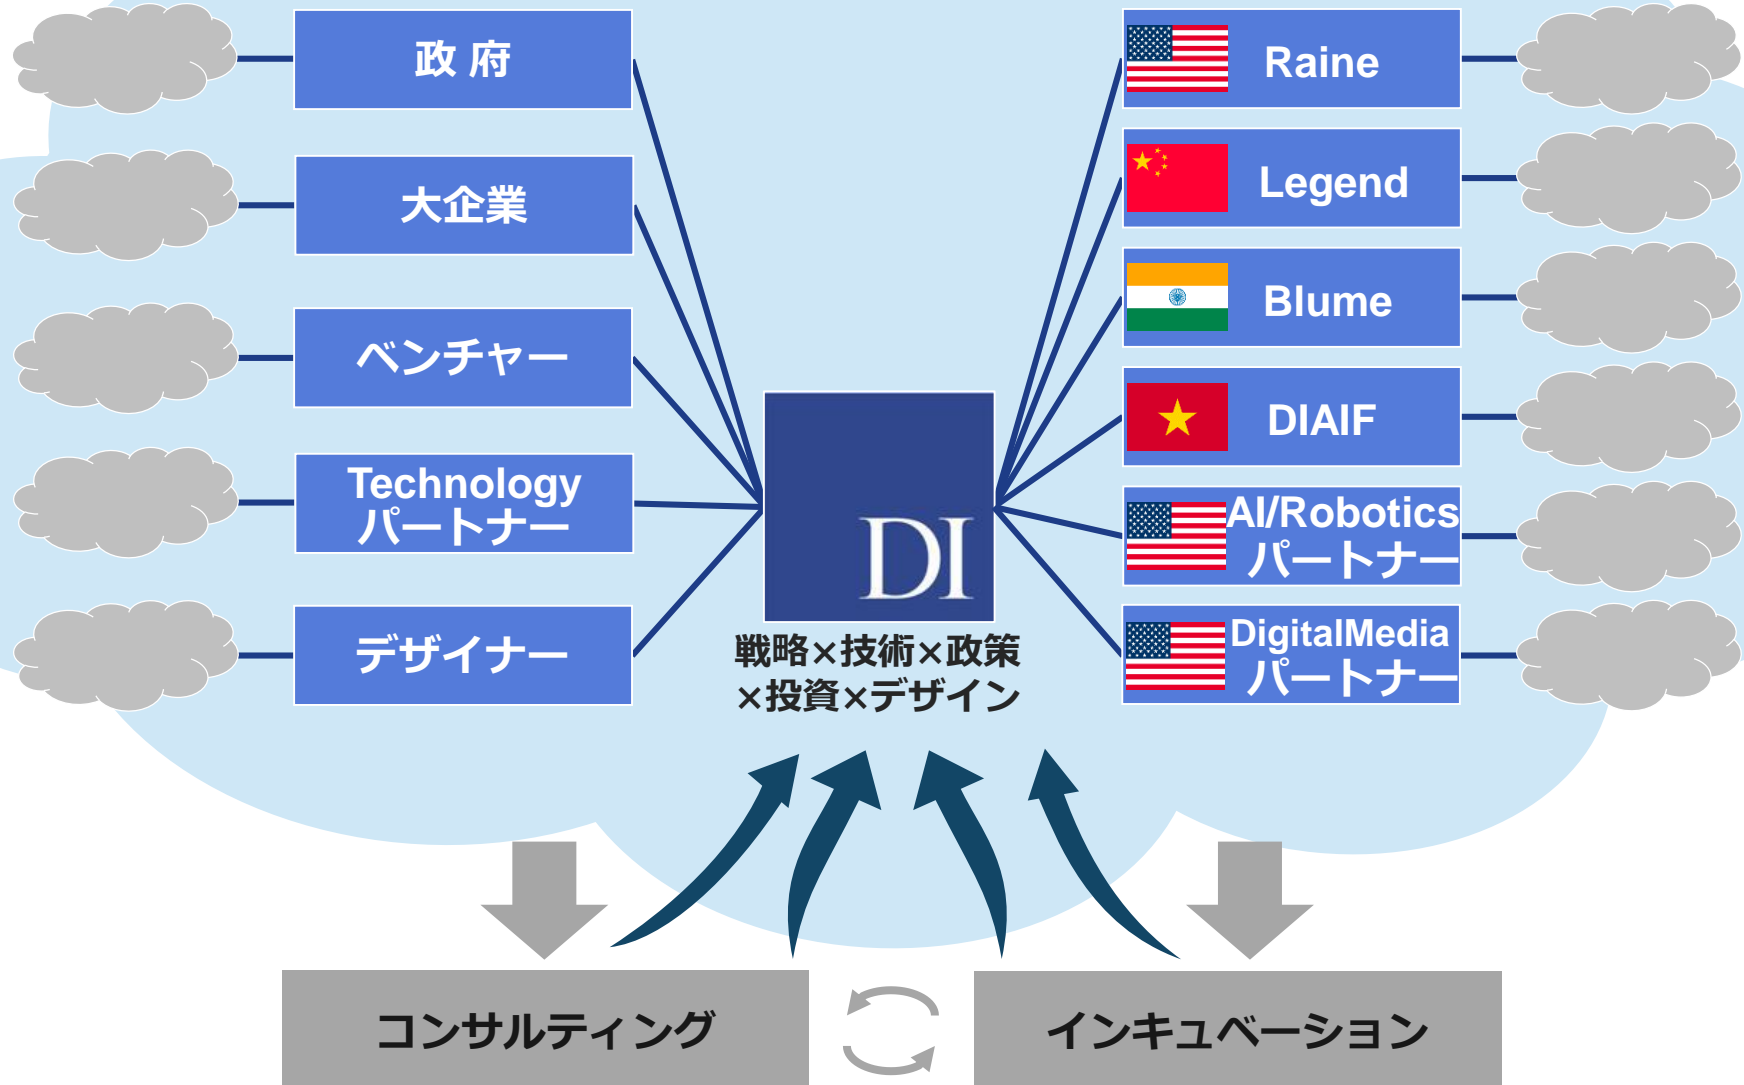 政 府
大企業
ベンチャー
Technology
パートナー
デザイナー
DI
戦略×技術×政策
×投資×デザイン
Raine
Legend
Blume
DIAIF
AI/Robotics
パートナー
DigitalMedia
パートナー
コンサルティング
インキュベーション